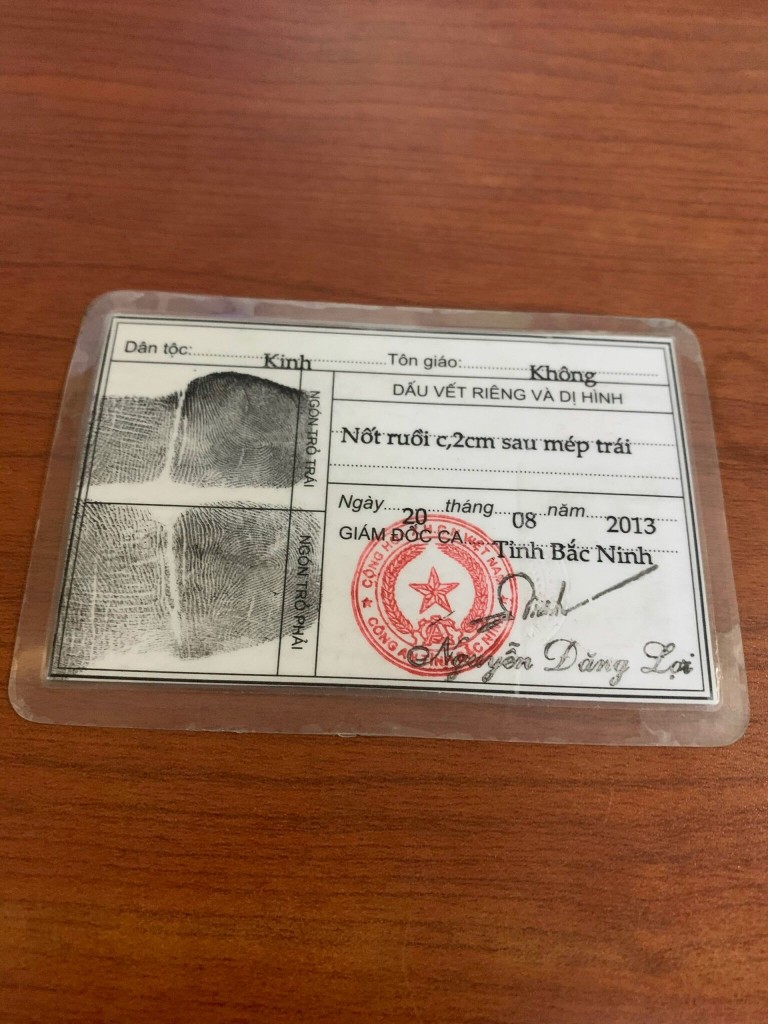 Dân tộc: Kinh Tôn giáo: Không
NGÓN TRỎ TRÁI
NGÓN TRỎ PHẢI
DẤU VẾT RIÊNG VÀ DỊ HÌNH
Nốt ruồi c,2cm sau mép trái
Ngày 20 tháng 08 năm 2013
GIÁM ĐỐC CA Tỉnh Bắc Ninh
Nguyễn Đăng Lợi